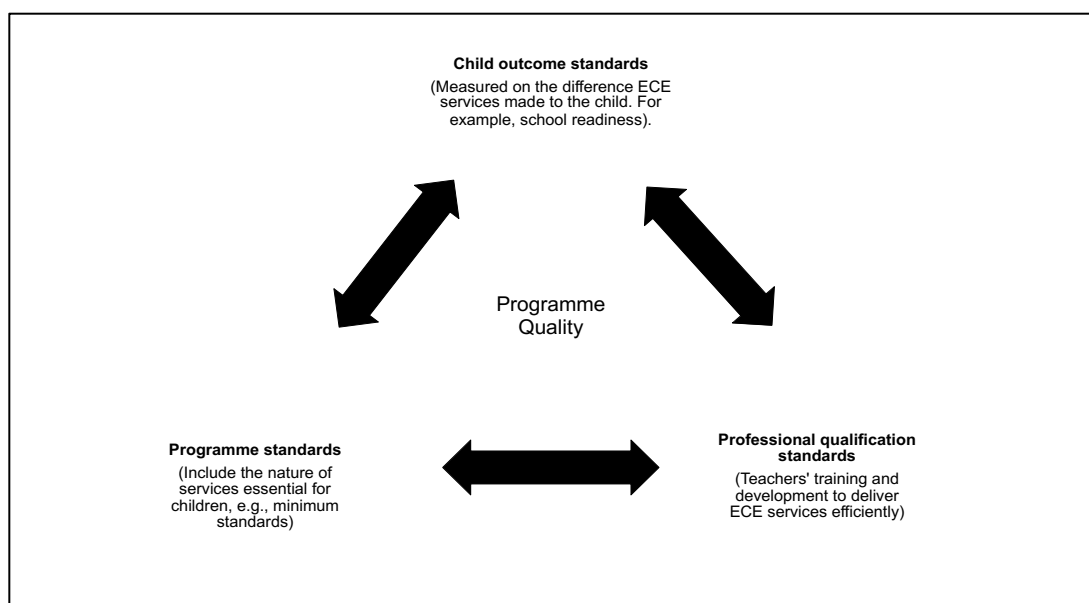 Child outcome standards
(Measured on the difference ECE
services made to the child. For
example, school readiness).
Programme
Quality
Programme standards
(Include the nature of
services essential for
children, e.g., minimum
standards)
Professional qualification
standards
(Teachers' training and
development to deliver
ECE services efficiently)